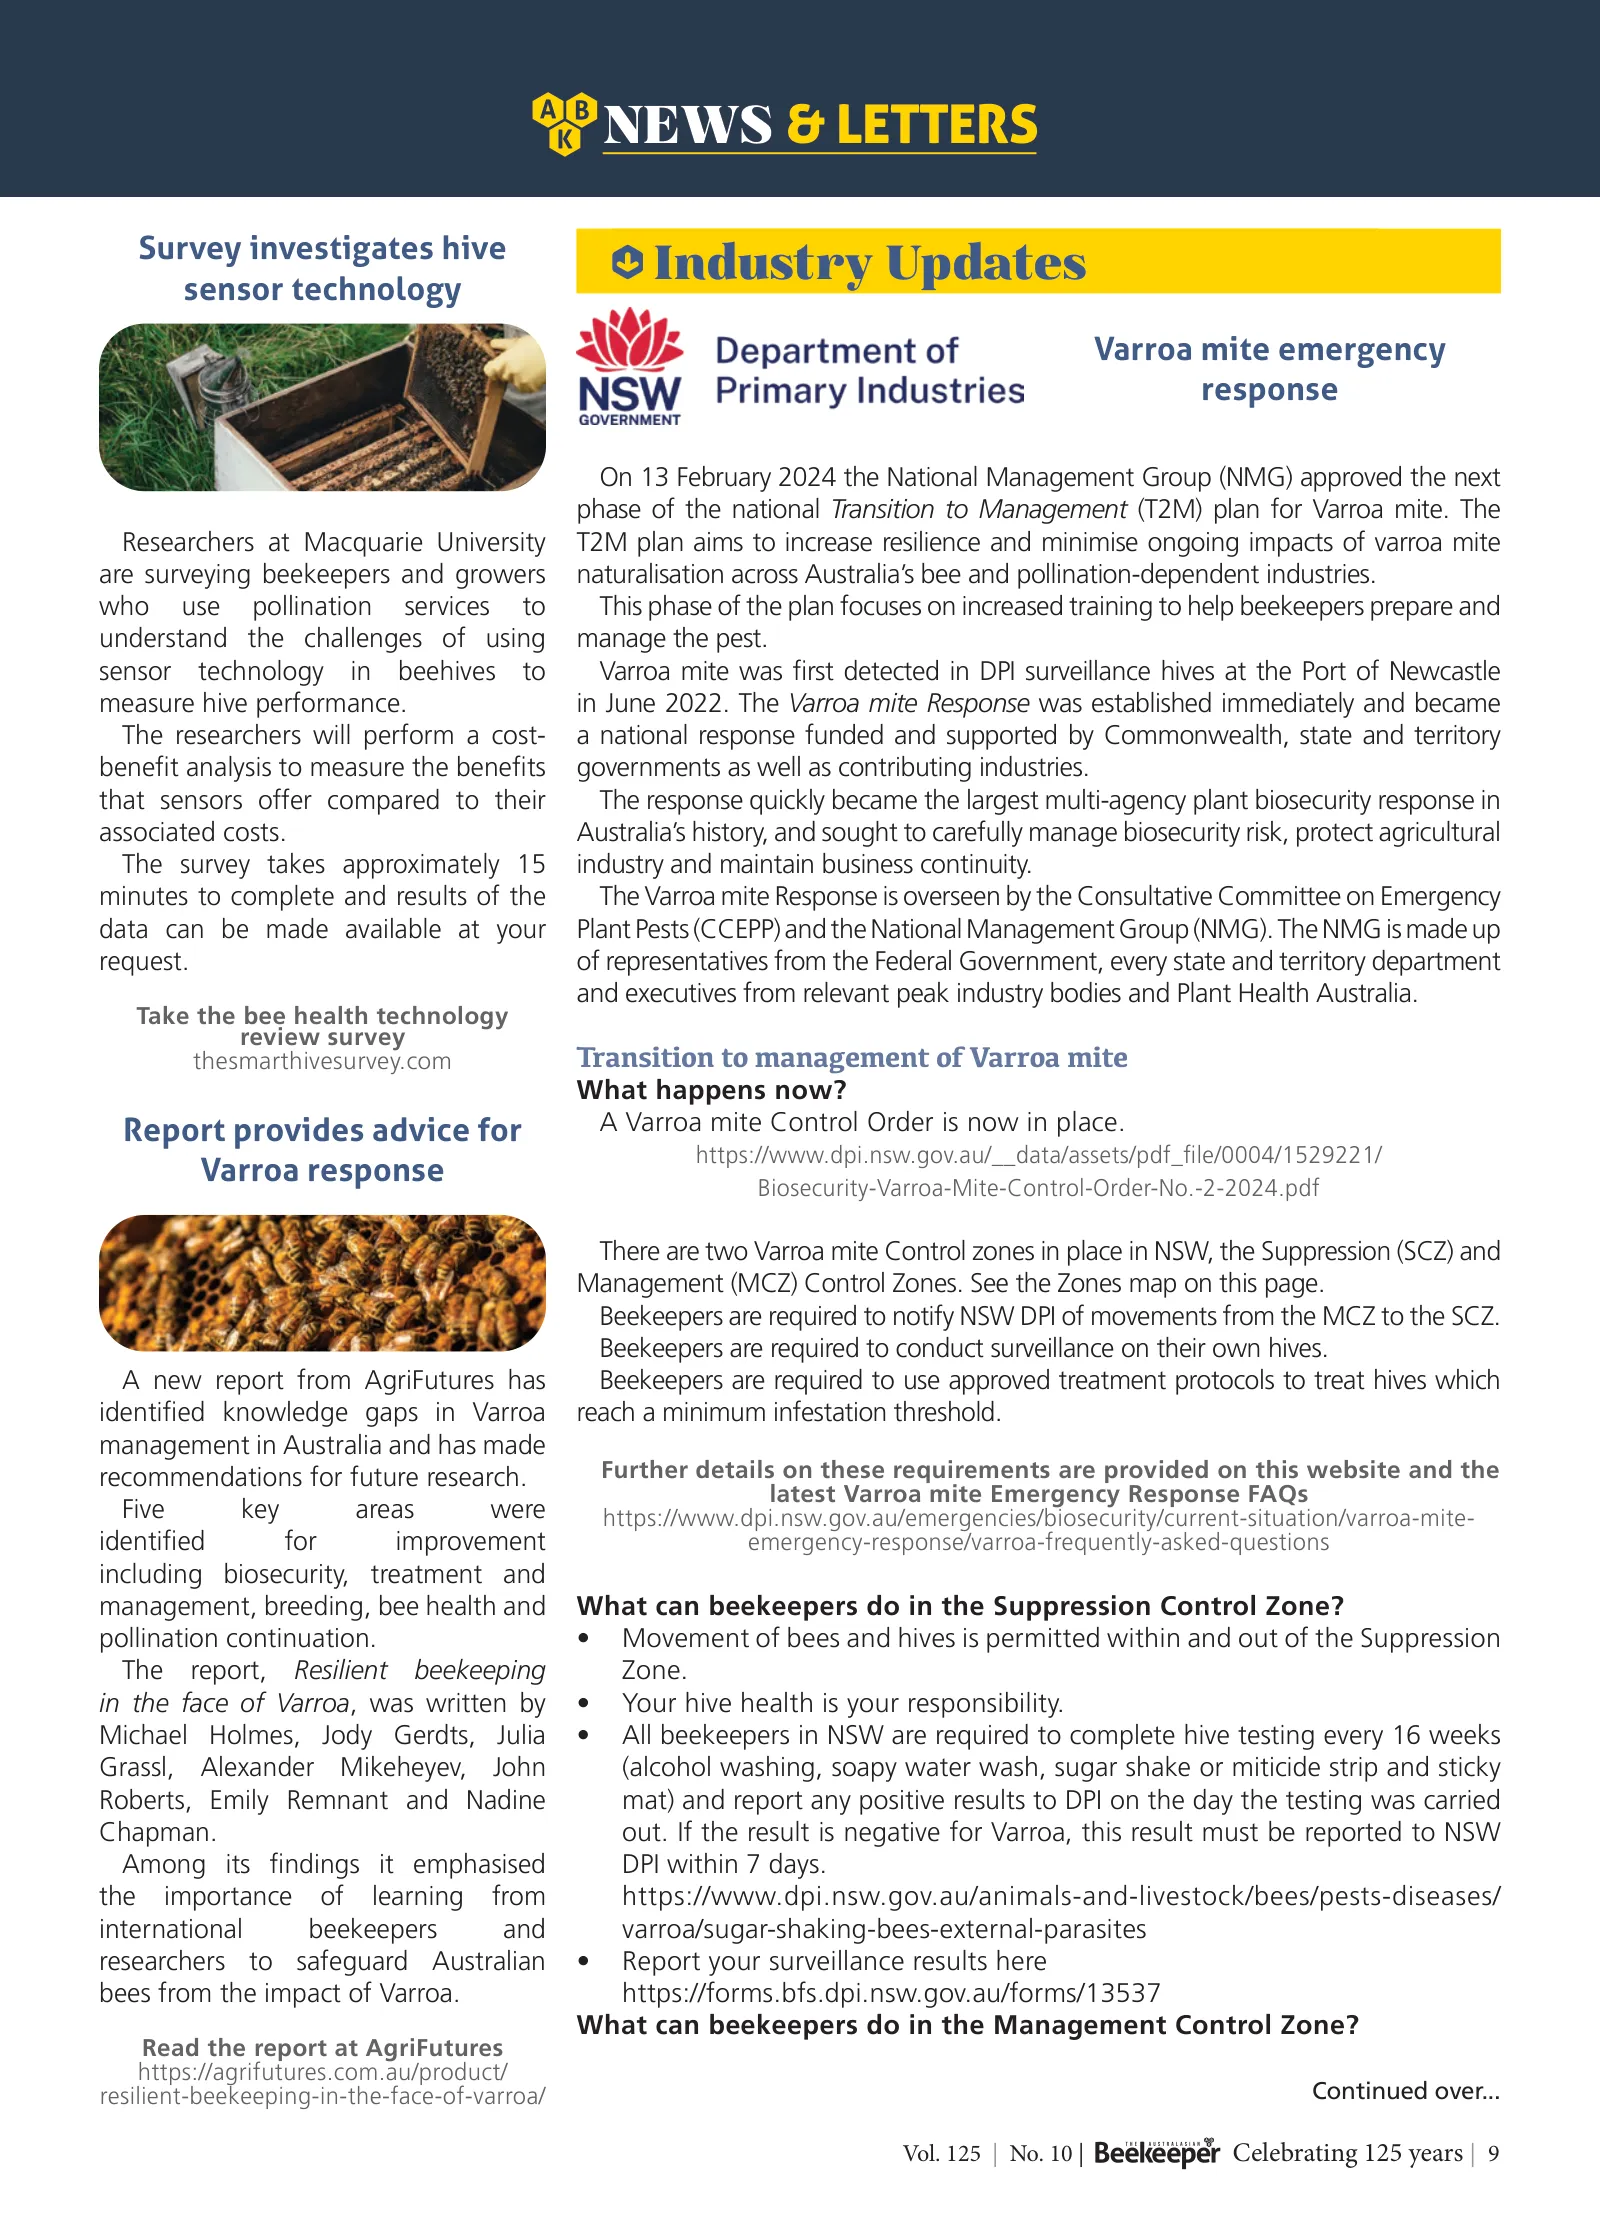 A B K NEWS & LETTERS
Survey investigates hive
sensor technology
Researchers at Macquarie University
are surveying beekeepers and growers
who use pollination services to
understand the challenges of using
sensor technology in beehives to
measure hive performance.
The researchers will perform a cost-
benefit analysis to measure the benefits
that sensors offer compared to their
associated costs.
The survey takes approximately 15
minutes to complete and results of the
data can be made available at your
request.
Take the bee health technology
review survey
thesmarthivesurvey.com
Report provides advice for
Varroa response
A new report from AgriFutures has
identified knowledge gaps in Varroa
management in Australia and has made
recommendations for future research.
Five key areas were
identified for improvement
including biosecurity, treatment and
management, breeding, bee health and
pollination continuation.
The report, Resilient beekeeping
in the face of Varroa, was written by
Michael Holmes, Jody Gerdts, Julia
Grassl, Alexander Mikeheyev, John
Roberts, Emily Remnant and Nadine
Chapman.
Among its findings it emphasised
the importance of learning from
international beekeepers and
researchers to safeguard Australian
bees from the impact of Varroa.
Read the report at AgriFutures
https://agrifutures.com.au/product/
resilient-beekeeping-in-the-face-of-varroa/
Industry Updates
NSW
GOVERNMENT
Department of
Primary Industries
Varroa mite emergency
response
On 13 February 2024 the National Management Group (NMG) approved the next
phase of the national Transition to Management (T2M) plan for Varroa mite. The
T2M plan aims to increase resilience and minimise ongoing impacts of varroa mite
naturalisation across Australia's bee and pollination-dependent industries.
This phase of the plan focuses on increased training to help beekeepers prepare and
manage the pest.
Varroa mite was first detected in DPI surveillance hives at the Port of Newcastle
in June 2022. The Varroa mite Response was established immediately and became
a national response funded and supported by Commonwealth, state and territory
governments as well as contributing industries.
The response quickly became the largest multi-agency plant biosecurity response in
Australia's history, and sought to carefully manage biosecurity risk, protect agricultural
industry and maintain business continuity.
The Varroa mite Response is overseen by the Consultative Committee on Emergency
Plant Pests (CCEPP) and the National Management Group (NMG). The NMG is made up
of representatives from the Federal Government, every state and territory department
and executives from relevant peak industry bodies and Plant Health Australia.
Transition to management of Varroa mite
What happens now?
A Varroa mite Control Order is now in place.
https://www.dpi.nsw.gov.au/__data/assets/pdf_file/0004/1529221/
Biosecurity-Varroa-Mite-Control-Order-No.-2-2024.pdf
There are two Varroa mite Control zones in place in NSW, the Suppression (SCZ) and
Management (MCZ) Control Zones. See the Zones map on this page.
Beekeepers are required to notify NSW DPI of movements from the MCZ to the SCZ.
Beekeepers are required to conduct surveillance on their own hives.
Beekeepers are required to use approved treatment protocols to treat hives which
reach a minimum infestation threshold.
Further details on these requirements are provided on this website and the
latest Varroa mite Emergency Response FAQs
https://www.dpi.nsw.gov.au/emergencies/biosecurity/current-situation/varroa-mite-
emergency-response/varroa-frequently-asked-questions
What can beekeepers do in the Suppression Control Zone?
• Movement of bees and hives is permitted within and out of the Suppression
Zone.
• Your hive health is your responsibility.
• All beekeepers in NSW are required to complete hive testing every 16 weeks
(alcohol washing, soapy water wash, sugar shake or miticide strip and sticky
mat) and report any positive results to DPI on the day the testing was carried
out. If the result is negative for Varroa, this result must be reported to NSW
DPI within 7 days.
https://www.dpi.nsw.gov.au/animals-and-livestock/bees/pests-diseases/
varroa/sugar-shaking-bees-external-parasites
• Report your surveillance results here
https://forms.bfs.dpi.nsw.gov.au/forms/13537
What can beekeepers do in the Management Control Zone?
Continued over...
Vol. 125 | No. 10 | THE AUSTRALASIAN Beekeeper Celebrating 125 years | 9